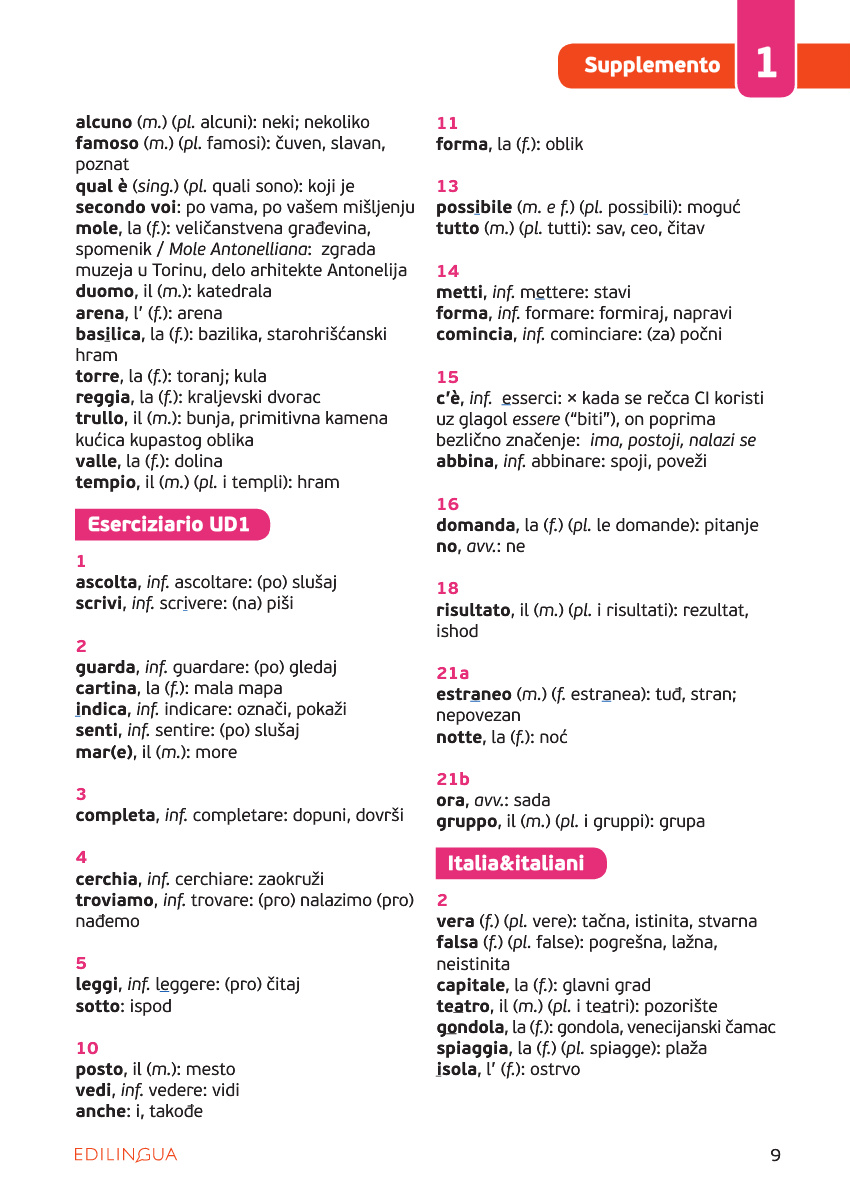 Supplemento 1
alcuno (m.) (pl. alcuni): neki; nekoliko
famoso (m.) (pl. famosi): čuven, slavan,
poznat
qual è (sing.) (pl. quali sono): koji je
secondo voi: po vama, po vašem mišljenju
mole, la (f.): veličanstvena građevina,
spomenik / Mole Antonelliana: zgrada
muzeja u Torinu, delo arhitekte Antonelija
duomo, il (m.): katedrala
arena, l’ (f.): arena
basilica, la (f.): bazilika, starohrišćanski
hram
torre, la (f.): toranj; kula
reggia, la (f.): kraljevski dvorac
trullo, il (m.): bunja, primitivna kamena
kućica kupastog oblika
valle, la (f.): dolina
tempio, il (m.) (pl. i templi): hram
Eserciziario UD1
1
ascolta, inf. ascoltare: (po) slušaj
scrivi, inf. scrivere: (na) piši
2
guarda, inf. guardare: (po) gledaj
cartina, la (f.): mala mapa
indica, inf. indicare: označi, pokaži
senti, inf. sentire: (po) slušaj
mar(e), il (m.): more
3
completa, inf. completare: dopuni, dovrši
4
cerchia, inf. cerchiare: zaokruži
troviamo, inf. trovare: (pro) nalazimo (pro)
nađemo
5
leggi, inf. leggere: (pro) čitaj
sotto: ispod
10
posto, il (m.): mesto
vedi, inf. vedere: vidi
anche: i, takođe
11
forma, la (f.): oblik
13
possibile (m. e f.) (pl. possibili): moguć
tutto (m.) (pl. tutti): sav, ceo, čitav
14
metti, inf. mettere: stavi
forma, inf. formare: formiraj, napravi
comincia, inf. cominciare: (za) počni
15
c’è, inf. esserci: × kada se rečca CI koristi
uz glagol essere (“biti”), on poprima
bezlično značenje: ima, postoji, nalazi se
abbina, inf. abbinare: spoji, poveži
16
domanda, la (f.) (pl. le domande): pitanje
no, avv.: ne
18
risultato, il (m.) (pl. i risultati): rezultat,
ishod
21a
estraneo (m.) (f. estranea): tuđ, stran;
nepovezan
notte, la (f.): noć
21b
ora, avv.: sada
gruppo, il (m.) (pl. i gruppi): grupa
Italia&italiani
2
vera (f.) (pl. vere): tačna, istinita, stvarna
falsa (f.) (pl. false): pogrešna, lažna,
neistinita
capitale, la (f.): glavni grad
teatro, il (m.) (pl. i teatri): pozorište
gondola, la (f.): gondola, venecijanski čamac
spiaggia, la (f.) (pl. spiagge): plaža
isola, l’ (f.): ostrvo
EDILINGUA
9